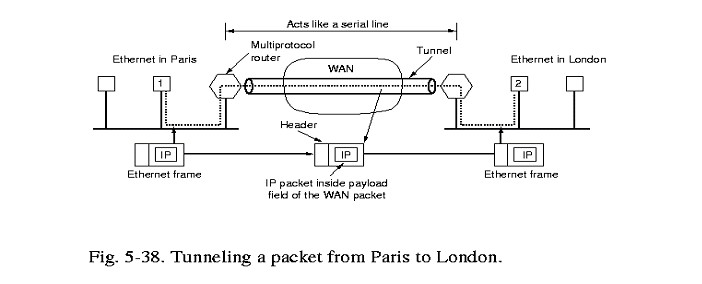 Acts like a serial line
Multiprotocol
router
Tunnel
Ethernet in Paris
Ethernet in London
WAN
1
2
Header
IP
IP
IP
Ethernet frame
IP packet inside payload
field of the WAN packet
Ethernet frame
Fig. 5-38. Tunneling a packet from Paris to London.